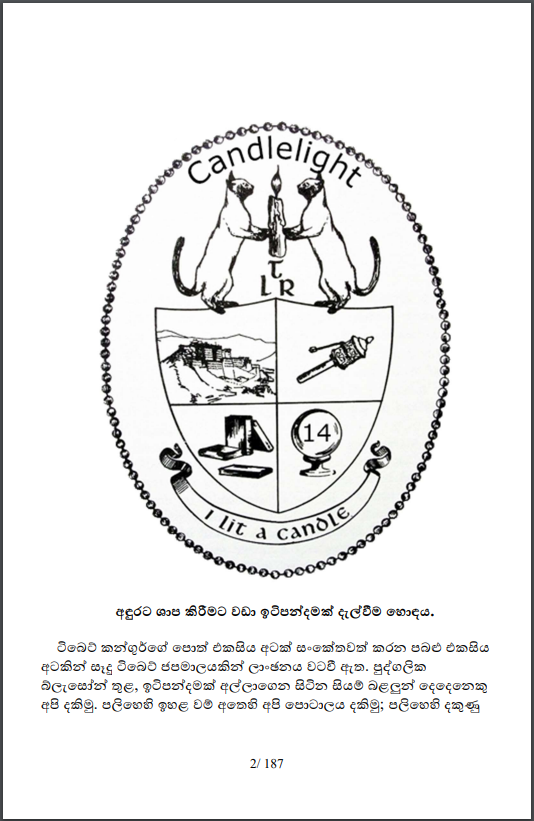 Candlelight
T
L R
14
I Lit a Candle
අඳුරට ශාප කිරීමට වඩා ඉටිපන්දමක් දැල්වීම හොඳය.
ටිබෙට් කන්ගුර්ගේ පොත් එකසිය අටක් සංකේතවත් කරන පබළු එකසිය
අටකින් සෑදූ ටිබෙට් ජපමාලයකින් ලාංඡනය වටවී ඇත. පුද්ගලික
බ්ලැසෝන් තුළ, ඉටිපන්දමක් අල්ලාගෙන සිටින සියම් බළලුන් දෙදෙනෙකු
අපි දකිමු. පලිහෙහි ඉහළ වම් අතෙහි අපි පොටාලය දකිමු; පලිහෙහි දකුණු
2/ 187